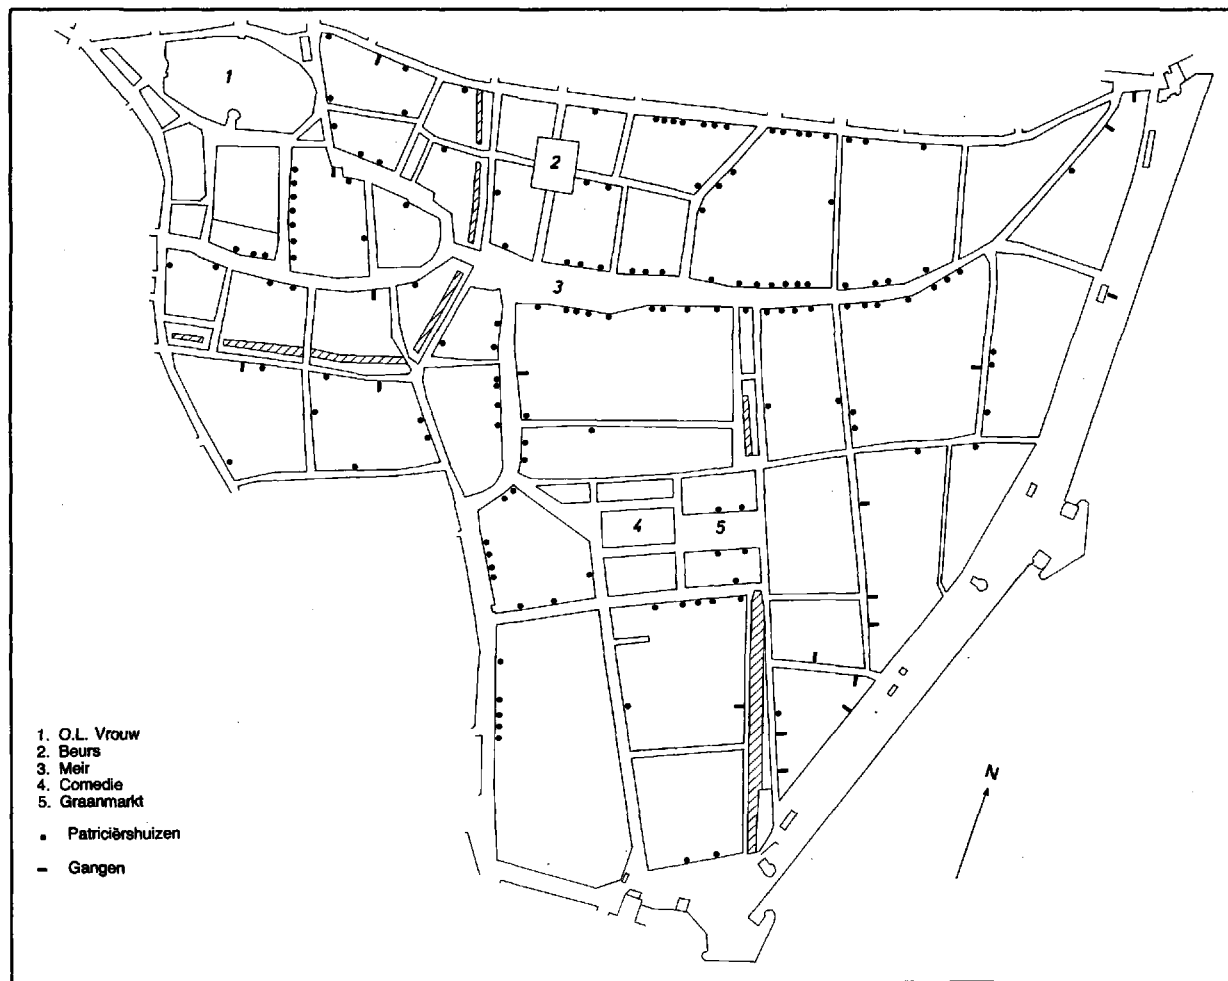 1
2
3
4
5
1. O.L. Vrouw
2. Beurs
3. Meir
4. Comedie
5. Graanmarkt
Patriciërshuizen
Gangen
N